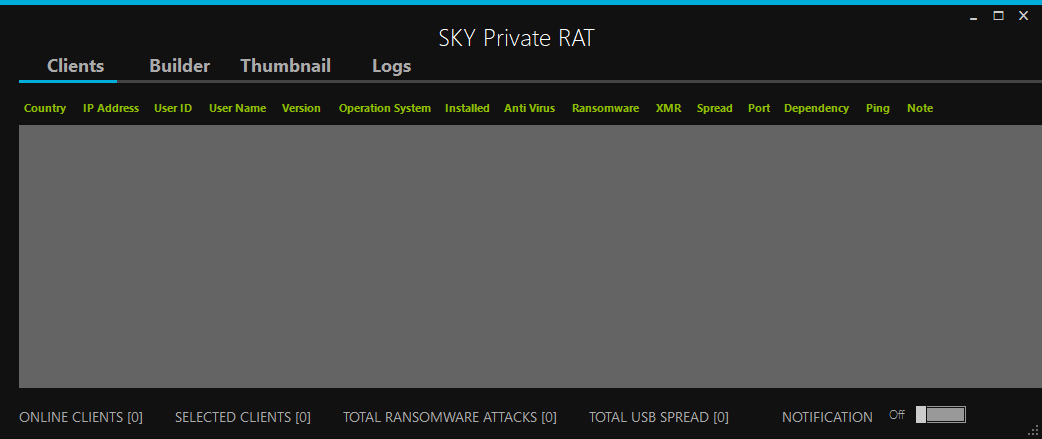 SKY Private RAT
Clients Builder Thumbnail Logs
Country IP Address User ID User Name Version Operation System Installed Anti Virus Ransomware XMR Spread Port Dependency Ping Note
ONLINE CLIENTS [0] SELECTED CLIENTS [0] TOTAL RANSOMWARE ATTACKS [0] TOTAL USB SPREAD [0] NOTIFICATION Off